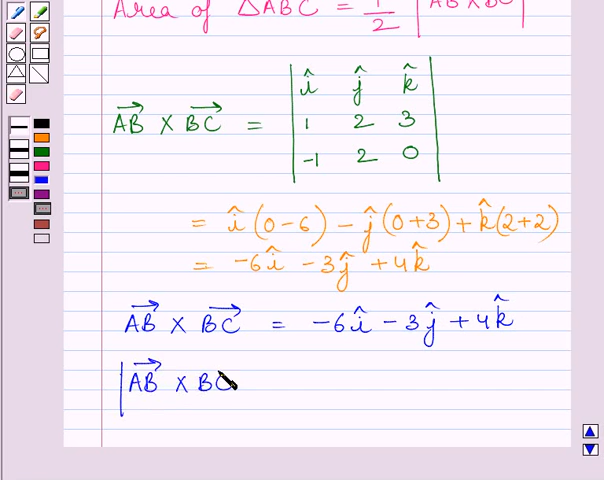 Area of △ABC = 1/2 | AB × BC |
î ĵ k̂
AB⃗ × BC⃗ = 1 2 3
-1 2 0
= î (0-6) - ĵ (0+3) + k̂ (2+2)
= -6î - 3ĵ + 4k̂
AB⃗ × BC⃗ = -6î - 3ĵ + 4k̂
| AB⃗ × BC